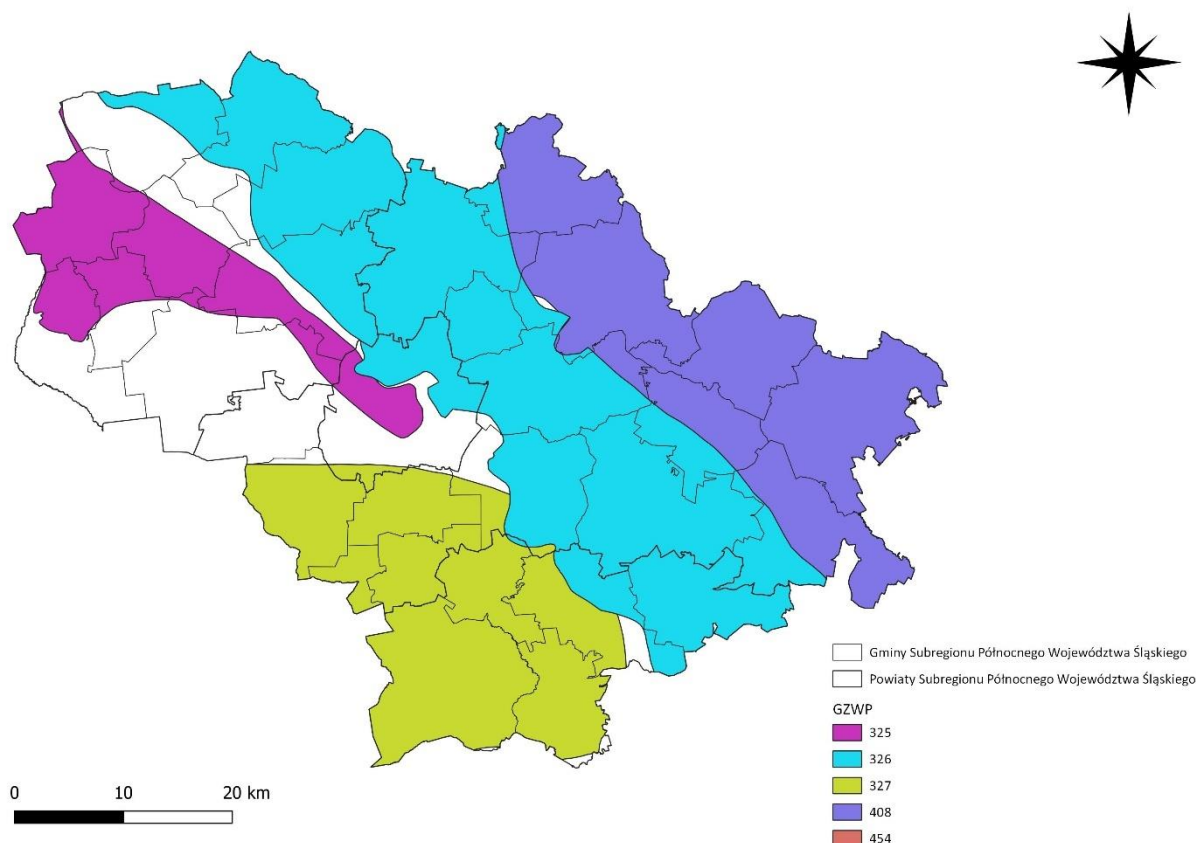 Gminy Subregionu Północnego Województwa Śląskiego
Powiaty Subregionu Północnego Województwa Śląskiego
GZWP
325
326
327
408
454
0 10 20 km